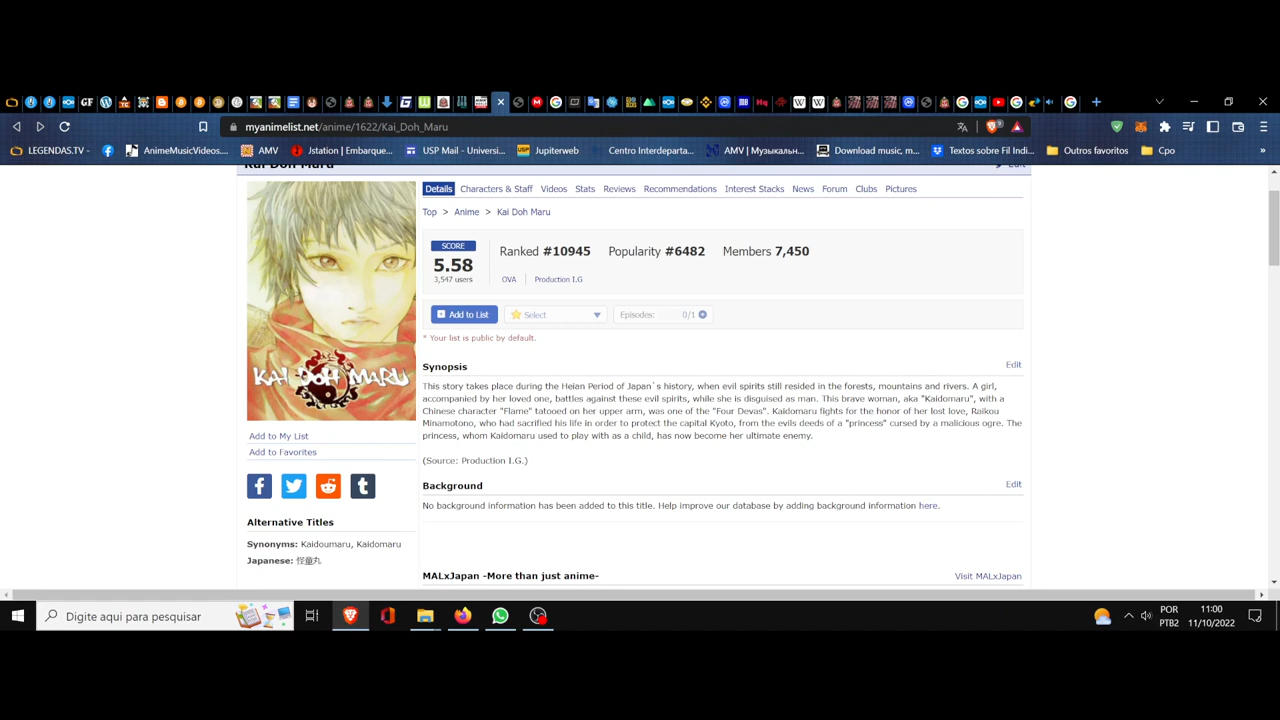 myanimelist.net/anime/1622/Kai_Doh_Maru
9
LEGENDAS.TV -
AnimeMusicVideos....
AMV
Jstation | Embarque...
USP Mail - Universi...
Jupiterweb
Centro Interdeparta...
AMV | Музыкальн...
Download music, m...
Textos sobre Fil Indi...
Outros favoritos
Cpo
»
Kai Doh Maru
Edit
Details Characters & Staff Videos Stats Reviews Recommendations Interest Stacks News Forum Clubs Pictures
Top > Anime > Kai Doh Maru
SCORE
5.58
3,547 users
Ranked #10945 Popularity #6482 Members 7,450
OVA Production I.G
Add to List Select Episodes: 0/1
* Your list is public by default.
Synopsis Edit
This story takes place during the Heian Period of Japan`s history, when evil spirits still resided in the forests, mountains and rivers. A girl,
accompanied by her loved one, battles against these evil spirits, while she is disguised as man. This brave woman, aka "Kaidomaru", with a
Chinese character "Flame" tatooed on her upper arm, was one of the "Four Devas". Kaidomaru fights for the honor of her lost love, Raikou
Minamotono, who had sacrified his life in order to protect the capital Kyoto, from the evils deeds of a "princess" cursed by a malicious ogre. The
princess, whom Kaidomaru used to play with as a child, has now become her ultimate enemy.
(Source: Production I.G.)
Background Edit
No background information has been added to this title. Help improve our database by adding background information here.
MALxJapan -More than just anime- Visit MALxJapan
KAI DOH MARU
Add to My List
Add to Favorites
Alternative Titles
Synonyms: Kaidoumaru, Kaidomaru
Japanese: 怪童丸
Digite aqui para pesquisar
POR
PTB2
11:00
11/10/2022